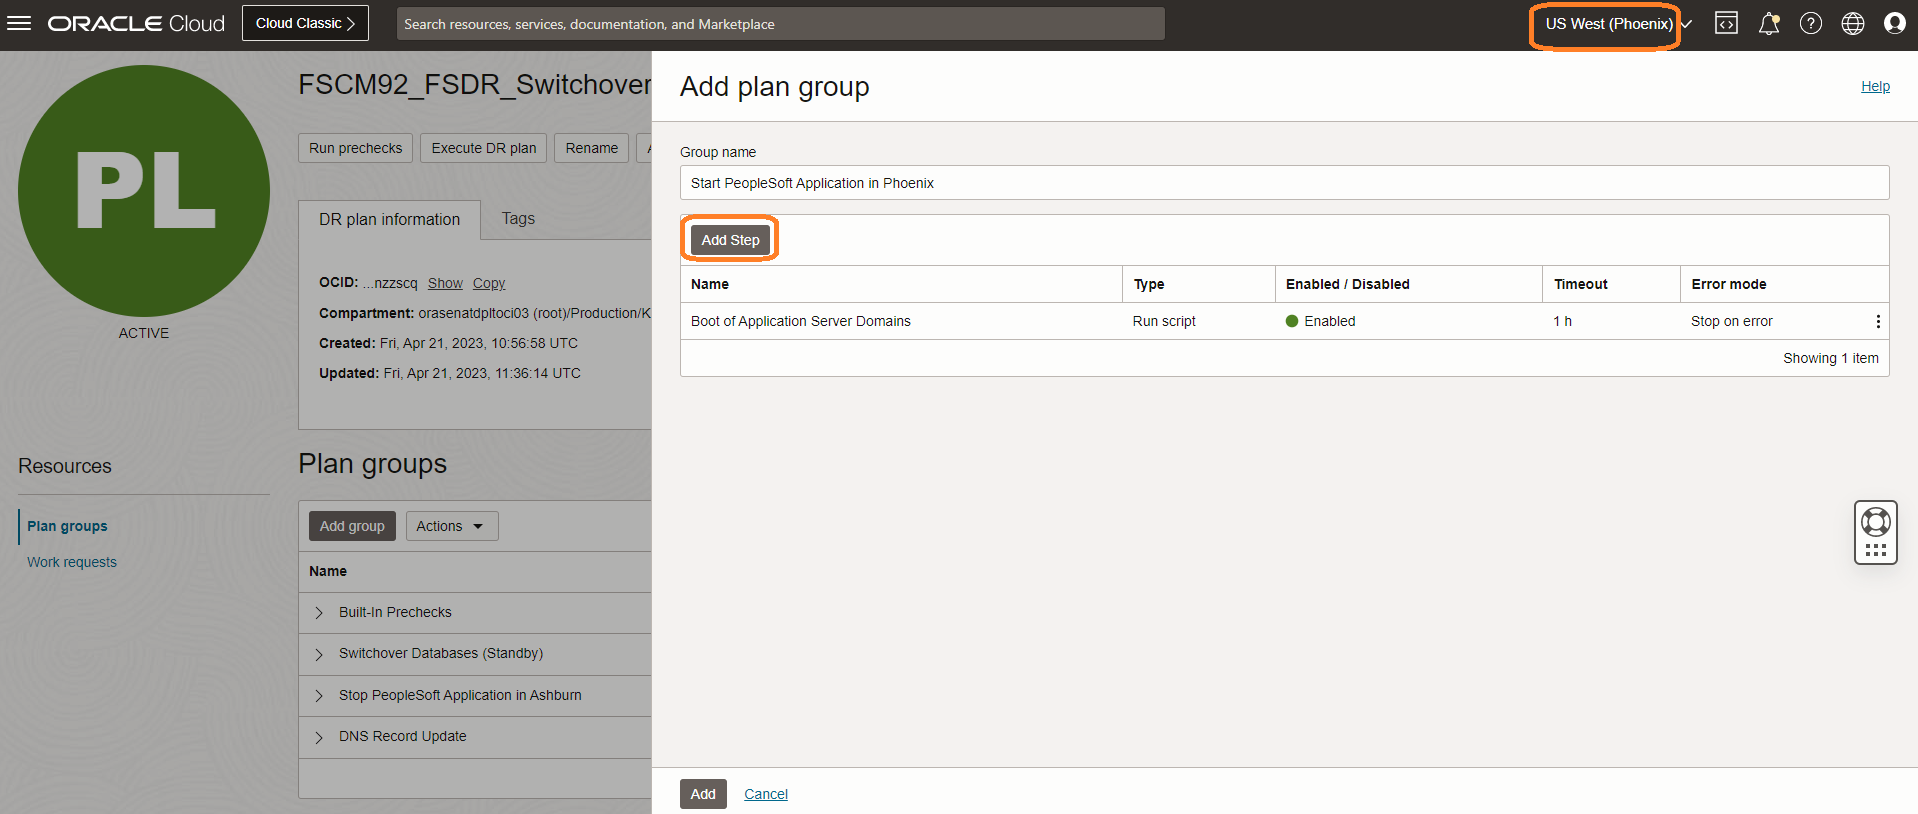 ORACLE Cloud
Cloud Classic
Search resources, services, documentation, and Marketplace
US West (Phoenix)
PL
ACTIVE
FSCM92_FSDR_Switchover
Run prechecks
Execute DR plan
Rename
DR plan information
Tags
OCID: ...nzzscq Show Copy
Compartment: orasenatdpltoci03 (root)/Production/K
Created: Fri, Apr 21, 2023, 10:56:58 UTC
Updated: Fri, Apr 21, 2023, 11:36:14 UTC
Resources
Plan groups
Work requests
Plan groups
Add group
Actions
Name
Built-In Prechecks
Switchover Databases (Standby)
Stop PeopleSoft Application in Ashburn
DNS Record Update
Add plan group
Help
Group name
Start PeopleSoft Application in Phoenix
Add Step
Name Type Enabled / Disabled Timeout Error mode
Boot of Application Server Domains Run script Enabled 1 h Stop on error
Showing 1 item
Add
Cancel